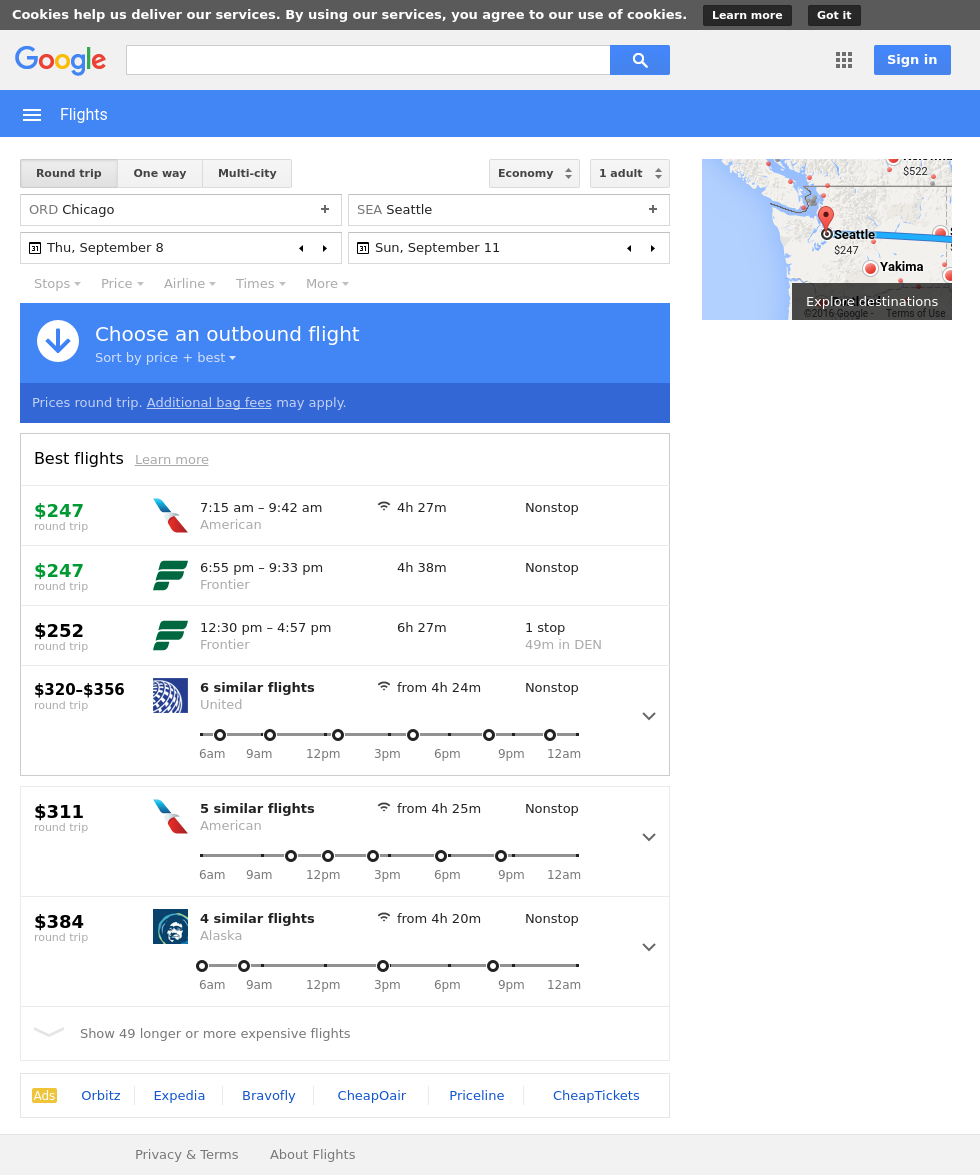 Cookies help us deliver our services. By using our services, you agree to our use of cookies. Learn more Got it
Google Sign in
Flights
Round trip One way Multi-city Economy 1 adult
ORD Chicago + SEA Seattle +
31 Thu, September 8 31 Sun, September 11
Stops Price Airline Times More
$522
Seattle
$247
Yakima
Explore destinations
©2016 Google - Terms of Use
Choose an outbound flight
Sort by price + best
Prices round trip. Additional bag fees may apply.
Best flights Learn more
$247 7:15 am – 9:42 am 4h 27m Nonstop
round trip American
$247 6:55 pm – 9:33 pm 4h 38m Nonstop
round trip Frontier
$252 12:30 pm – 4:57 pm 6h 27m 1 stop
round trip Frontier 49m in DEN
$320–$356 6 similar flights from 4h 24m Nonstop
round trip United
6am 9am 12pm 3pm 6pm 9pm 12am
$311 5 similar flights from 4h 25m Nonstop
round trip American
6am 9am 12pm 3pm 6pm 9pm 12am
$384 4 similar flights from 4h 20m Nonstop
round trip Alaska
6am 9am 12pm 3pm 6pm 9pm 12am
Show 49 longer or more expensive flights
Ads Orbitz Expedia Bravofly CheapOair Priceline CheapTickets
Privacy & Terms About Flights